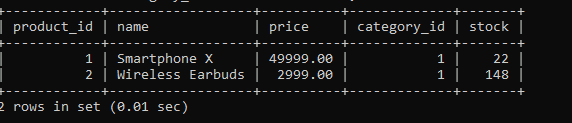 | product_id | name | price | category_id | stock |
| 1 | Smartphone X | 49999.00 | 1 | 22 |
| 2 | Wireless Earbuds | 2999.00 | 1 | 148 |
2 rows in set (0.01 sec)